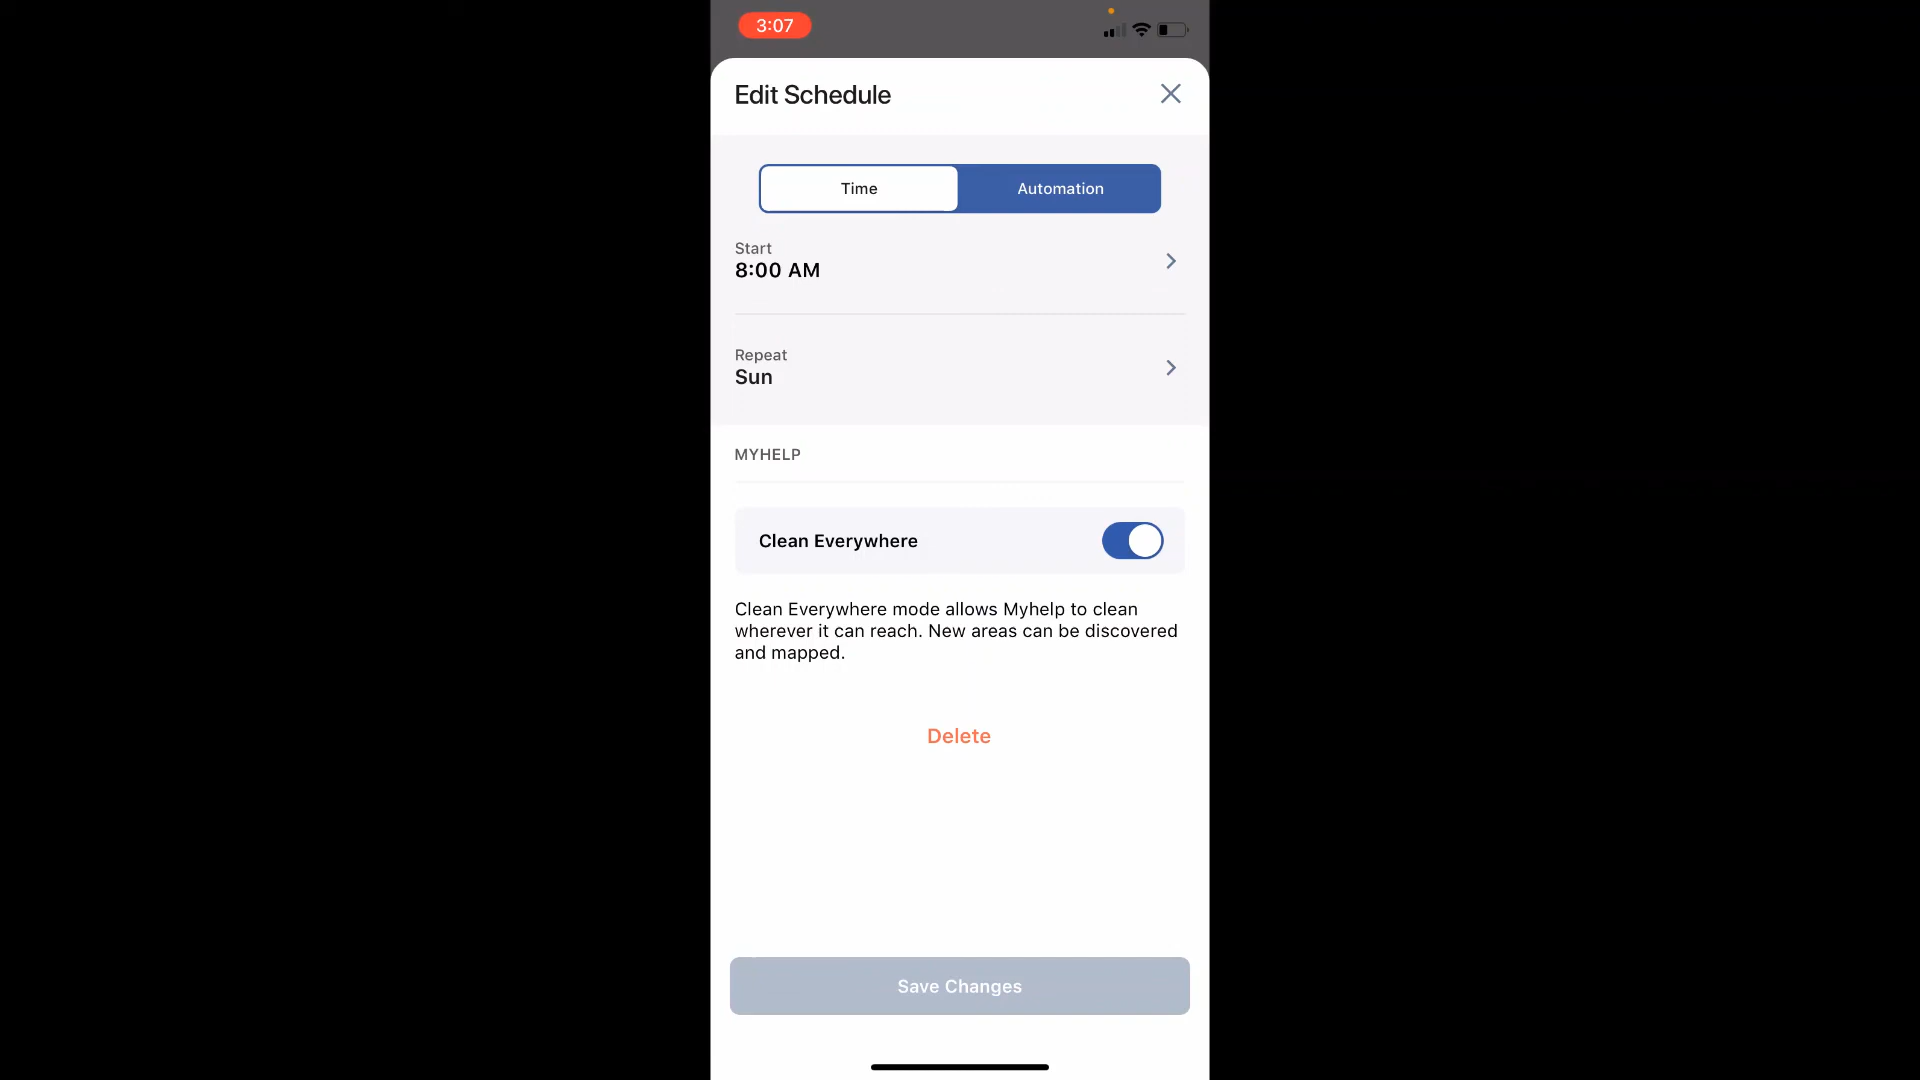 3:07
Edit Schedule
Time
Automation
Start
8:00 AM
Repeat
Sun
MYHELP
Clean Everywhere
Clean Everywhere mode allows Myhelp to clean
wherever it can reach. New areas can be discovered
and mapped.
Delete
Save Changes